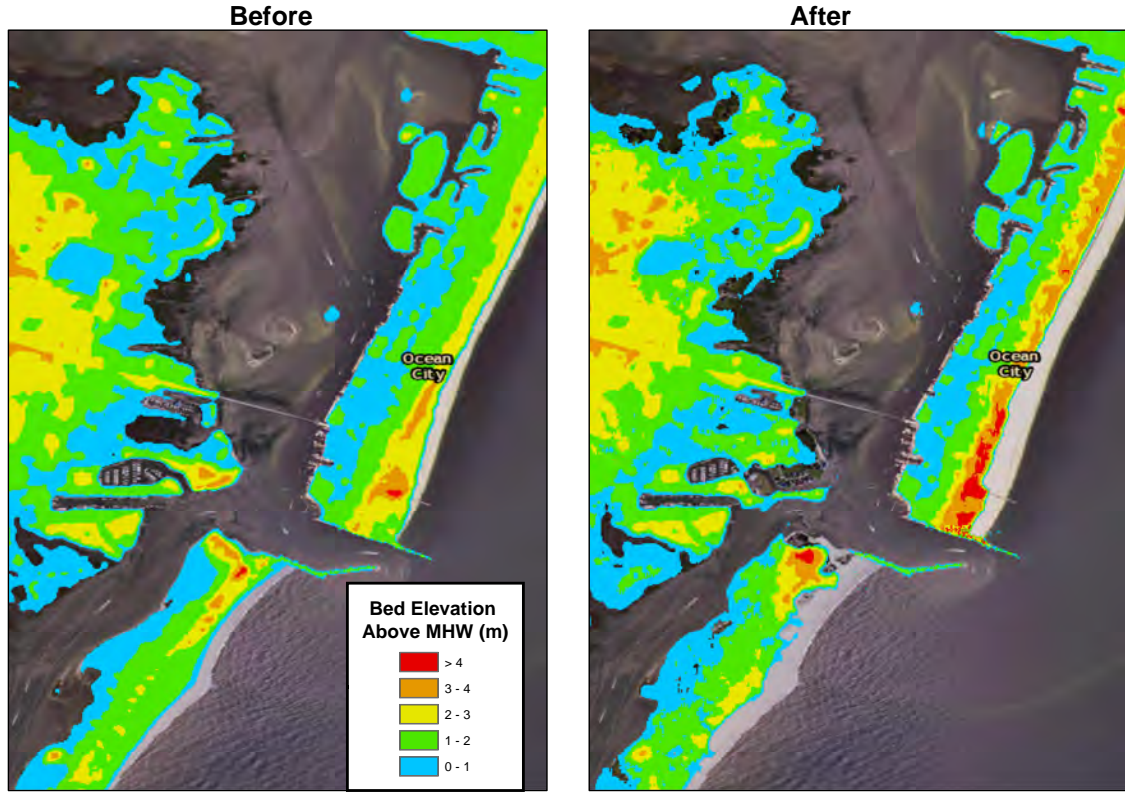 Before
After
Ocean
City
Ocean
City
Bed Elevation
Above MHW (m)
> 4
3 - 4
2 - 3
1 - 2
0 - 1